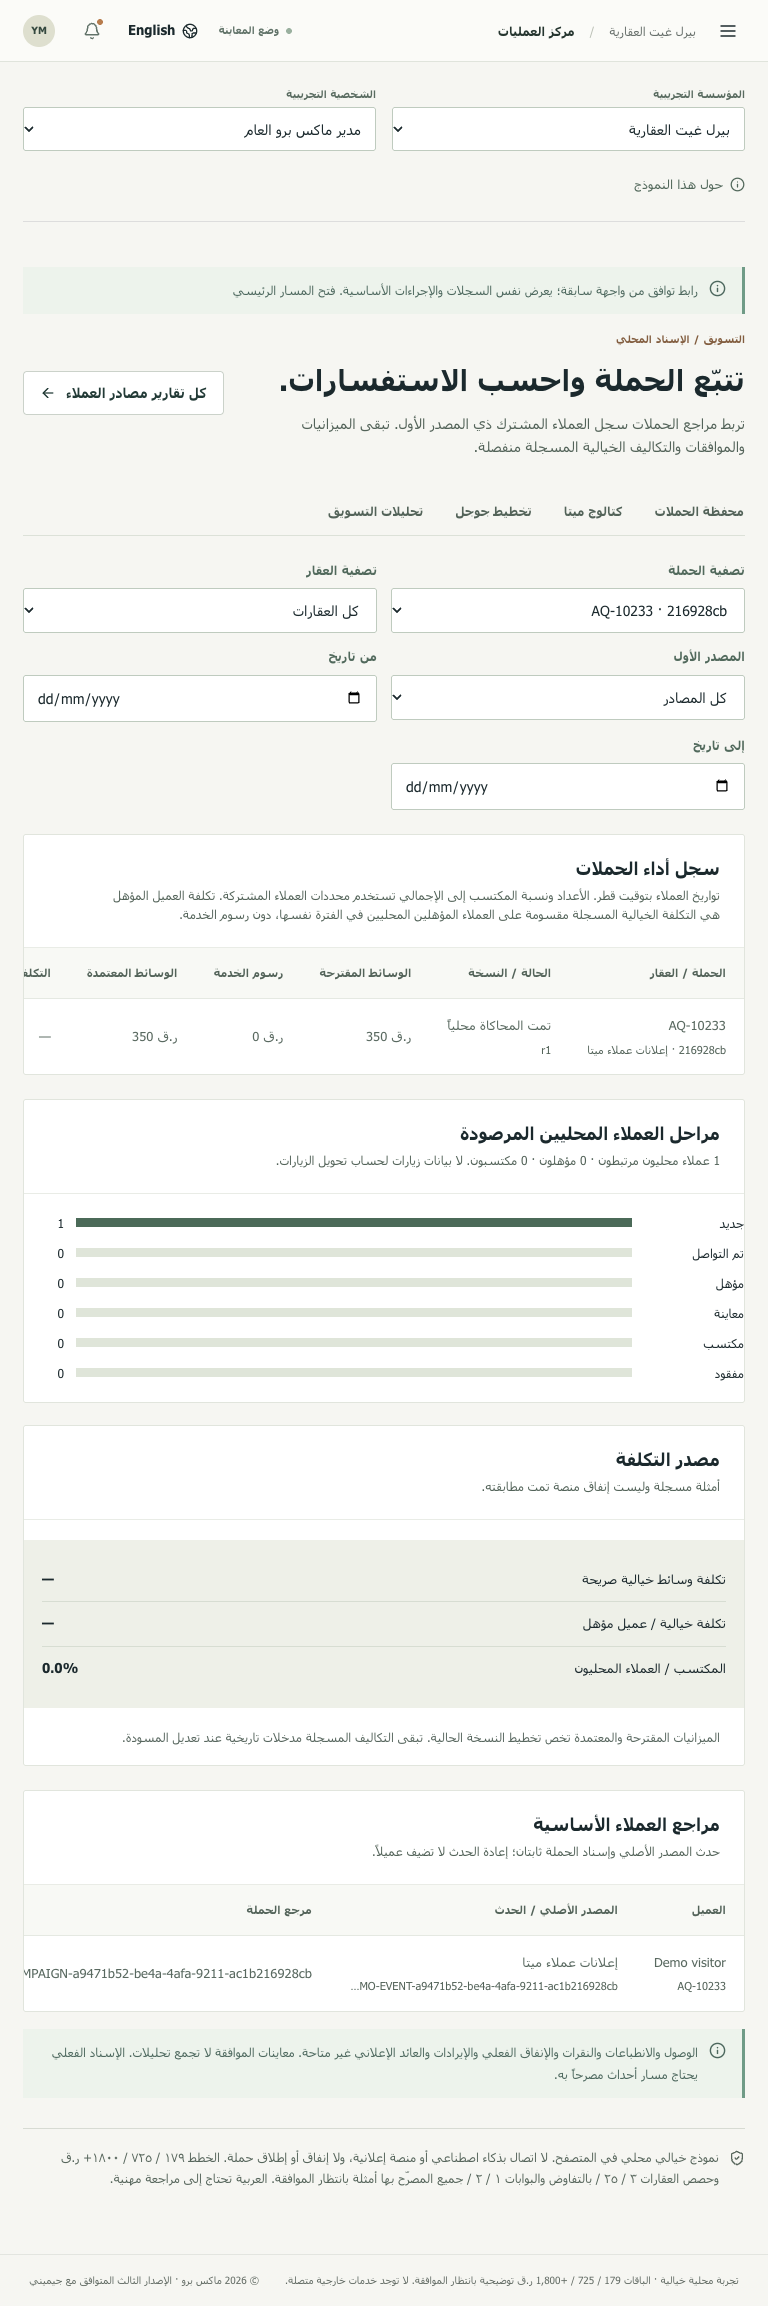 بيرل غيت العقارية / مركز العمليات
وضع المعاينة
English
YM
المؤسسة التجريبية
بيرل غيت العقارية
الشخصية التجريبية
مدير ماكس برو العام
حول هذا النموذج
رابط توافق من واجهة سابقة؛ يعرض نفس السجلات والإجراءات الأساسية. فتح المسار الرئيسي
التسويق / الإسناد المحلي
تتبّع الحملة واحسب الاستفسارات.
تربط مراجع الحملات سجل العملاء المشترك ذي المصدر الأول. تبقى الميزانيات
والموافقات والتكاليف الخيالية المسجلة منفصلة.
كل تقارير مصادر العملاء
محفظة الحملات
كتالوج ميتا
تخطيط جوجل
تحليلات التسويق
تصفية الحملة
AQ-10233 · 216928cb
تصفية العقار
كل العقارات
المصدر الأول
كل المصادر
من تاريخ
dd/mm/yyyy
إلى تاريخ
dd/mm/yyyy
سجل أداء الحملات
تواريخ العملاء بتوقيت قطر. الأعداد ونسبة المكتسب إلى الإجمالي تستخدم محددات العملاء المشتركة. تكلفة العميل المؤهل
هي التكلفة الخيالية المسجلة مقسومة على العملاء المؤهلين المحليين في الفترة نفسها، دون رسوم الخدمة.
الحملة / العقار الحالة / النسخة الوسائط المقترحة رسوم الخدمة الوسائط المعتمدة
AQ-10233 تمت المحاكاة محلياً ر.ق 350 ر.ق 0 ر.ق 350 —
216928cb · إعلانات عملاء ميتا r1
مراحل العملاء المحليين المرصودة
1 عملاء محليون مرتبطون · 0 مؤهلون · 0 مكتسبون. لا بيانات زيارات لحساب تحويل الزيارات.
جديد 1
تم التواصل 0
مؤهل 0
معاينة 0
مكتسب 0
مفقود 0
مصدر التكلفة
أمثلة مسجلة وليست إنفاق منصة تمت مطابقته.
تكلفة وسائط خيالية صريحة —
تكلفة خيالية / عميل مؤهل —
المكتسب / العملاء المحليون 0.0%
الميزانيات المقترحة والمعتمدة تخص تخطيط النسخة الحالية. تبقى التكاليف المسجلة مدخلات تاريخية عند تعديل المسودة.
مراجع العملاء الأساسية
حدث المصدر الأصلي وإسناد الحملة ثابتان؛ إعادة الحدث لا تضيف عميلاً.
العميل المصدر الأصلي / الحدث مرجع الحملة
Demo visitor إعلانات عملاء ميتا MPAIGN-a9471b52-be4a-4afa-9211-ac1b216928cb
AQ-10233 ...MO-EVENT-a9471b52-be4a-4afa-9211-ac1b216928cb
الوصول والانطباعات والنقرات والإنفاق الفعلي والإيرادات والعائد الإعلاني غير متاحة. معاينات الموافقة لا تجمع تحليلات. الإسناد الفعلي
يحتاج مسار أحداث مصرحاً به.
نموذج خيالي محلي في المتصفح. لا اتصال بذكاء اصطناعي أو منصة إعلانية، ولا إنفاق أو إطلاق حملة. الخطط ١٧٩ / ٧٢٥ / ١٨٠٠+ ر.ق
وحصص العقارات ٣ / ٢٥ / بالتفاوض والبوابات ١ / ٢ / جميع المصرّح بها أمثلة بانتظار الموافقة. العربية تحتاج إلى مراجعة مهنية.
تجربة محلية خيالية · الباقات 179 / 725 / +1,800 ر.ق توضيحية بانتظار الموافقة. لا توجد خدمات خارجية متصلة.
© 2026 ماكس برو · الإصدار الثالث المتوافق مع جيميني